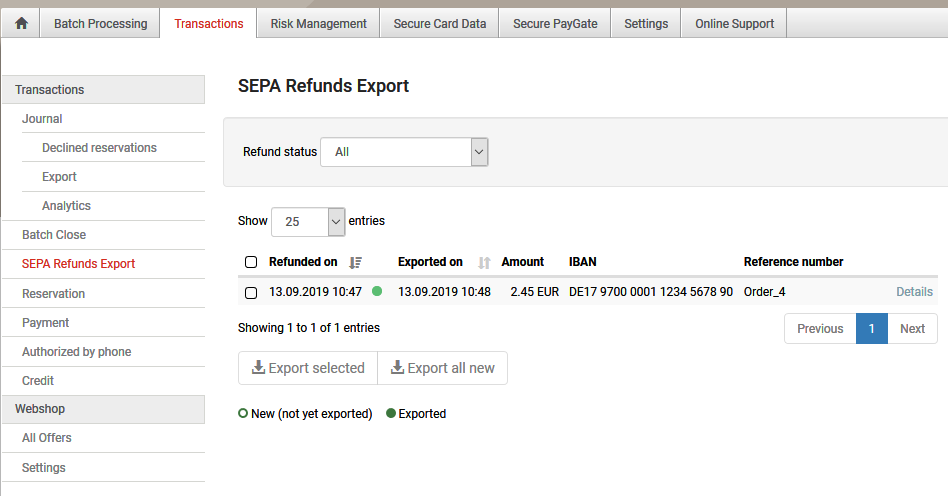 Batch Processing Transactions Risk Management Secure Card Data Secure PayGate Settings Online Support
Transactions
Journal
Declined reservations
Export
Analytics
Batch Close
SEPA Refunds Export
Reservation
Payment
Authorized by phone
Credit
Webshop
All Offers
Settings
SEPA Refunds Export
Refund status All
Show 25 entries
Refunded on Exported on Amount IBAN Reference number
13.09.2019 10:47 13.09.2019 10:48 2.45 EUR DE17 9700 0001 1234 5678 90 Order_4 Details
Showing 1 to 1 of 1 entries
Previous 1 Next
Export selected Export all new
New (not yet exported) Exported